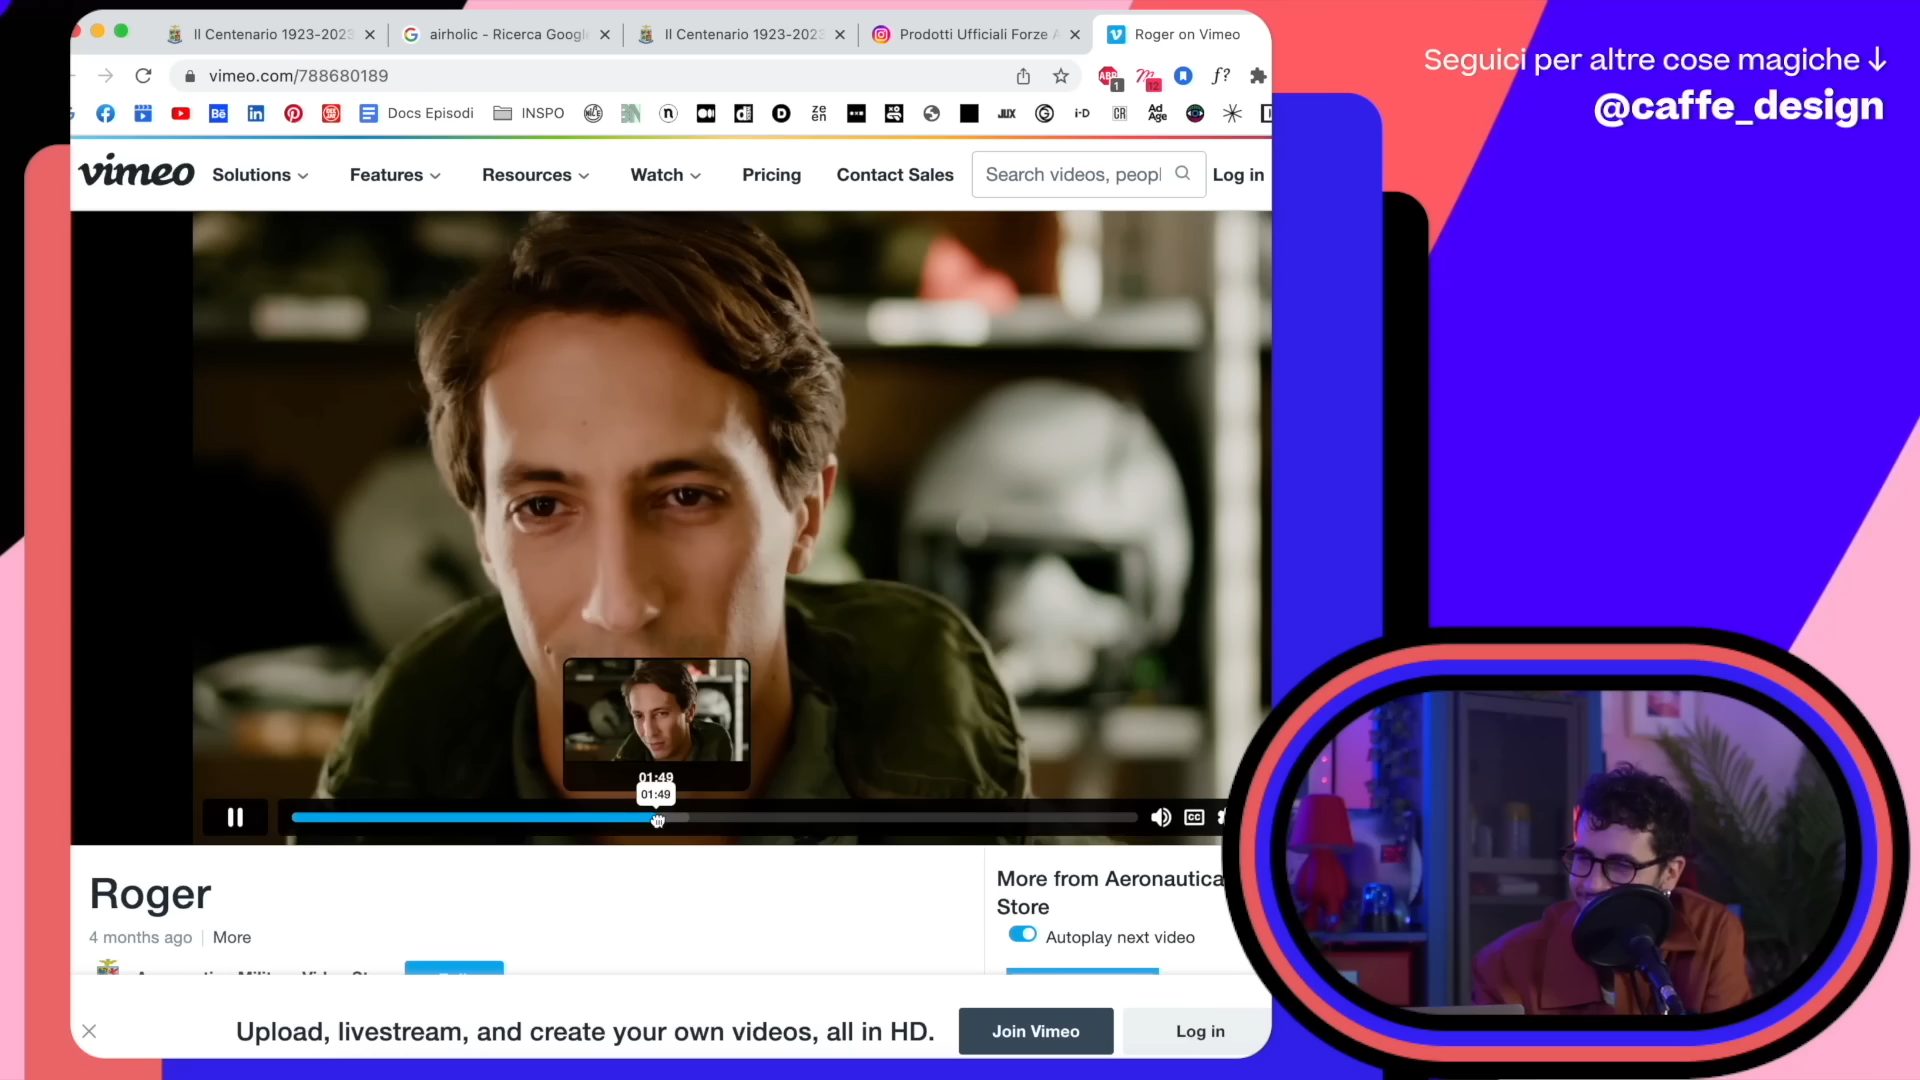 Il Centenario 1923-2023
airholic - Ricerca Googl
Il Centenario 1923-2023
Prodotti Ufficiali Forze A
Roger on Vimeo
vimeo.com/788680189
Docs Episodi
INSPO
vimeo
Solutions
Features
Resources
Watch
Pricing
Contact Sales
Search videos, peopl
Log in
01:49
01:49
CC
Roger
4 months ago
More
More from Aeronautica
Store
Autoplay next video
Upload, livestream, and create your own videos, all in HD.
Join Vimeo
Log in
Seguici per altre cose magiche ↓
@caffe_design